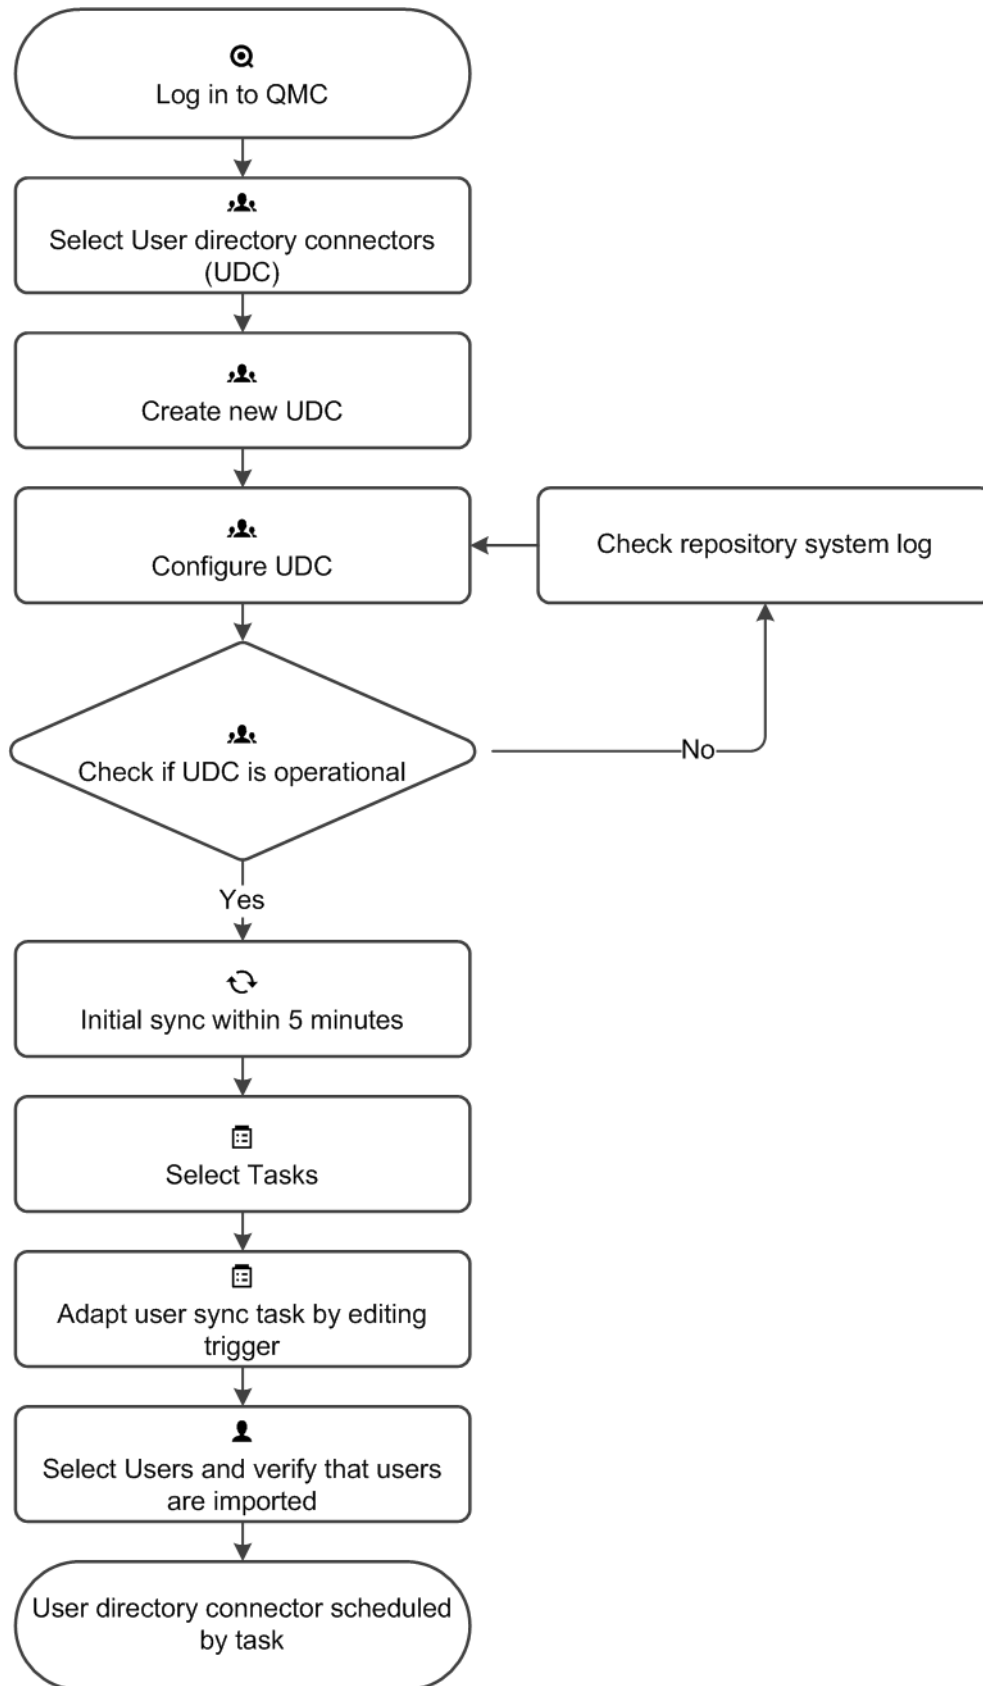 Log in to QMC
Select User directory connectors
(UDC)
Create new UDC
Configure UDC
Check repository system log
Check if UDC is operational
No
Yes
Initial sync within 5 minutes
Select Tasks
Adapt user sync task by editing
trigger
Select Users and verify that users
are imported
User directory connector scheduled
by task